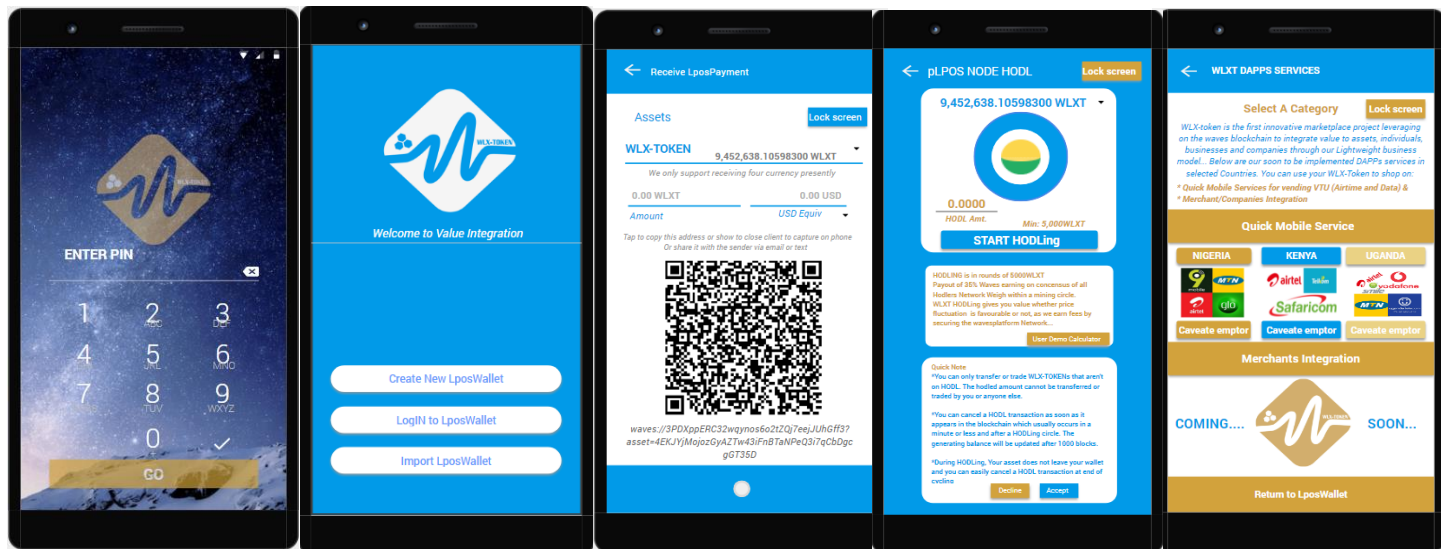 WLX-TOKEN
ENTER PIN
1
2
ABC
3
DEF
4
5
JKL
6
MNO
7
8
TUV
9
WXYZ
0
+
GO
WLX-TOKEN
Welcome to Value Integration
Create New LposWallet
LogIN to LposWallet
Import LposWallet
Receive LposPayment
Assets
Lock screen
WLX-TOKEN
9,452,638.10598300 WLXT
We only support receiving four currency presently
0.00 WLXT
0.00 USD
Amount
USD Equiv
Tap to copy this address or show to close client to capture on phone
Or share it with the sender via email or text
waves://3PDXppERC32wqynos6o2tZQj7eejJUhGff3?
asset=4EKJYjMojozGyAZTw43iFnBTaNPeQ3i7qCbDgc
gGT35D
pLPOS NODE HODL
Lock screen
9,452,638.10598300 WLXT
0.0000
HODL Amt.
Min: 5,000WLXT
START HODLing
HODLING is in rounds of 5000WLXT
Payout of 35% Waves earning on concensus of all
Hodlers Network Weigh within a mining circle.
WLXT HODLing gives you value whether price
fluctuation is favourable or not, as we earn fees by
securing the wavesplatform Network...
User Demo Calculator
Quick Note
*You can only transfer or trade WLX-TOKENs that aren't
on HODL. The hodled amount cannot be transferred or
traded by you or anyone else.
*You can cancel a HODL transaction as soon as it
appears in the blockchain which usually occurs in a
minute or less and after a HODLing circle. The
generating balance will be updated after 1000 blocks.
*During HODLing, Your asset does not leave your wallet
and you can easily cancel a HODL transaction at end of
cycling
Decline
Accept
WLXT DAPPS SERVICES
Select A Category
Lock screen
WLX-token is the first innovative marketplace project leveraging
on the waves blockchain to integrate value to assets, individuals,
businesses and companies through our Lightweight business
model... Below are our soon to be implemented DAPPs services in
selected Countries. You can use your WLX-Token to shop on:
* Quick Mobile Services for vending VTU (Airtime and Data) &
* Merchant/Companies Integration
Quick Mobile Service
NIGERIA
KENYA
UGANDA
9
mobile
MTN
airtel
glo
airtel
Safaricom
airtel
vodafone
MTN
Caveate emptor
Caveate emptor
Caveate emptor
Merchants Integration
COMING....
WLX-TOKEN
SOON...
Return to LposWallet